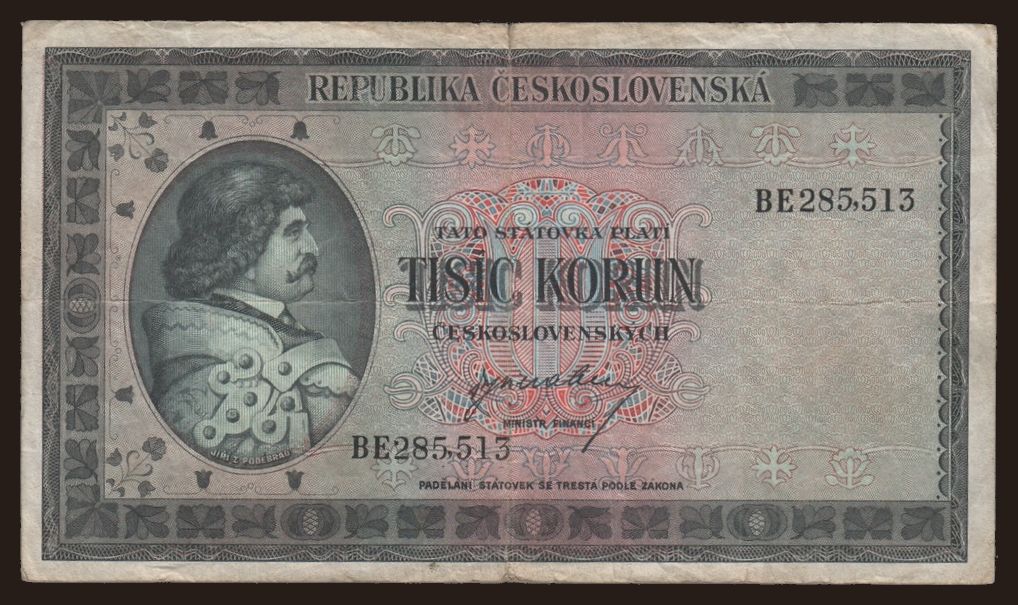 REPUBLIKA ČESKOSLOVENSKÁ
BE285,513
TATO STÁTOVKA PLATÍ
TISÍC KORUN
ČESKOSLOVENSKÝCH
MINISTR FINANCÍ
BE285,513
JIŘÍ Z PODĚBRAD
PADĚLÁNÍ STÁTOVEK SE TRESTÁ PODLE ZÁKONA